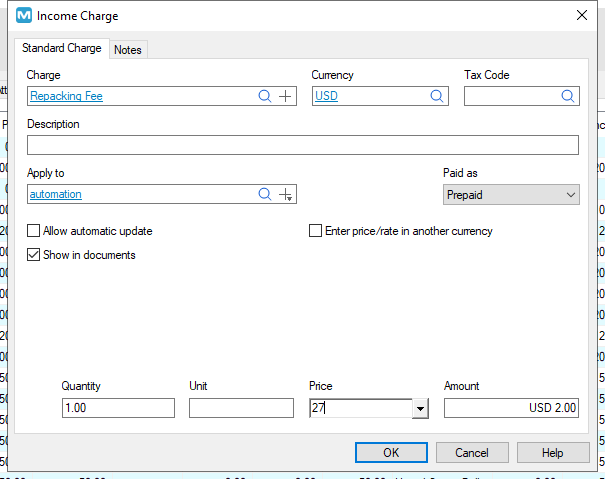 M Income Charge
Standard Charge Notes
Charge Currency Tax Code
Repacking Fee USD
Description
Apply to Paid as
automation Prepaid
Allow automatic update Enter price/rate in another currency
Show in documents
Quantity Unit Price Amount
1.00 27 USD 2.00
OK Cancel Help